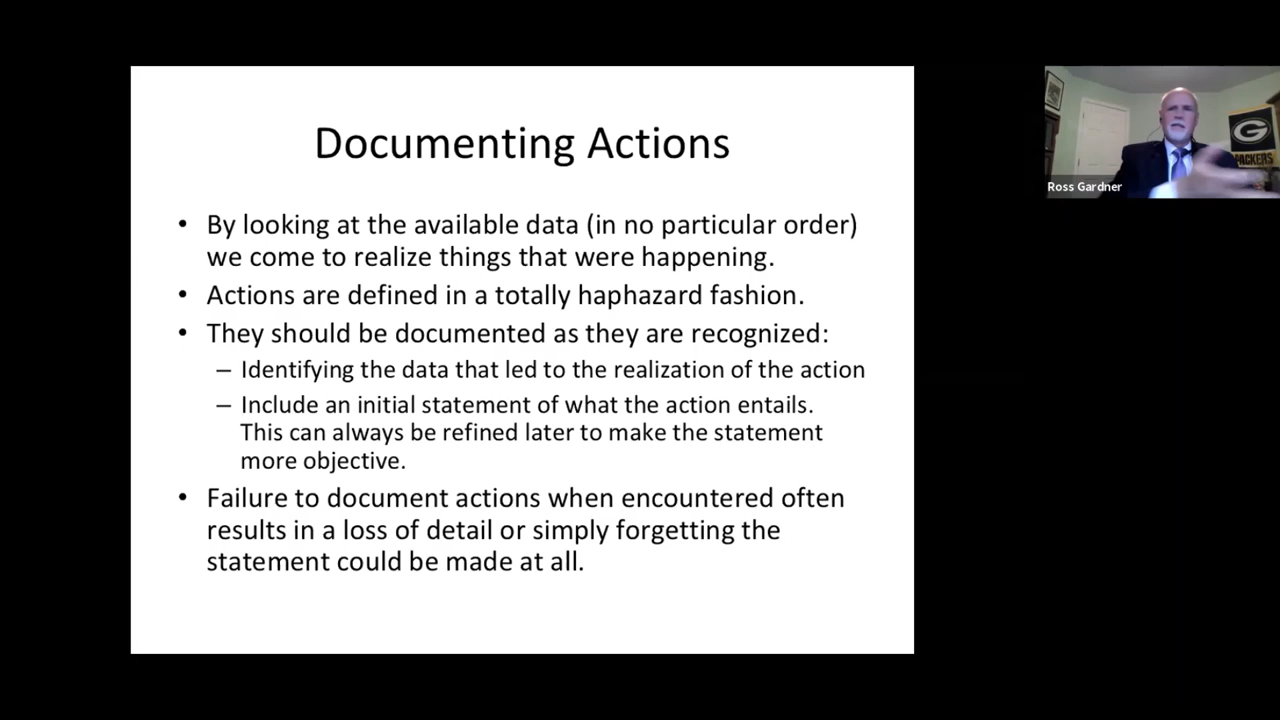 Documenting Actions
• By looking at the available data (in no particular order)
we come to realize things that were happening.
• Actions are defined in a totally haphazard fashion.
• They should be documented as they are recognized:
– Identifying the data that led to the realization of the action
– Include an initial statement of what the action entails.
This can always be refined later to make the statement
more objective.
• Failure to document actions when encountered often
results in a loss of detail or simply forgetting the
statement could be made at all.
G
PACKERS
Ross Gardner